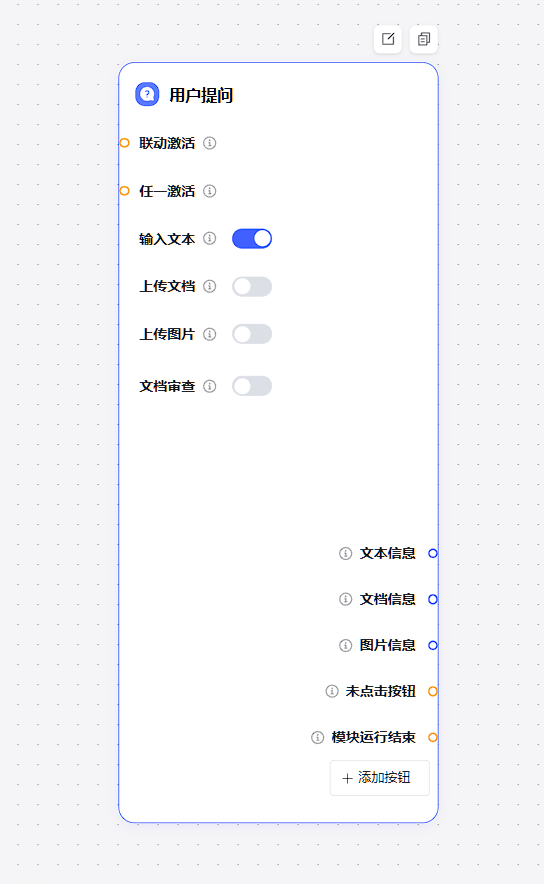 用户提问
联动激活
任一激活
输入文本
上传文档
上传图片
文档审查
文本信息
文档信息
图片信息
未点击按钮
模块运行结束
+ 添加按钮